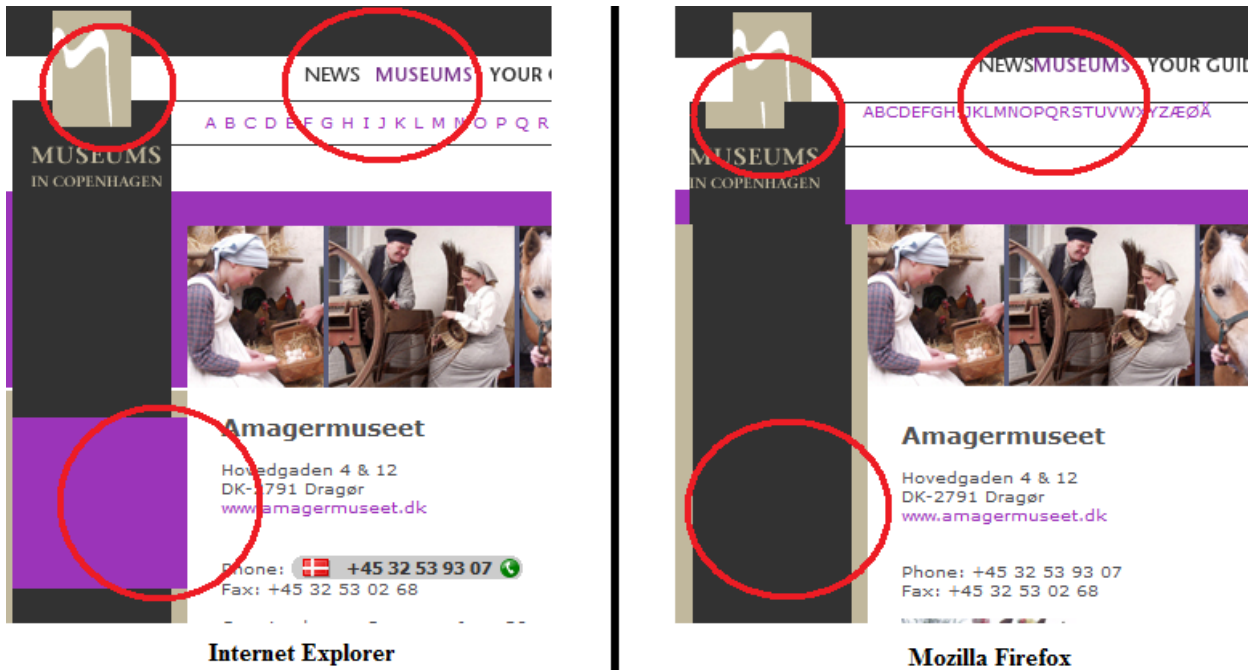 NEWS MUSEUMS YOUR
A B C D E F G H I J K L M N O P Q R
MUSEUMS
IN COPENHAGEN
Amagermuseet
Hovedgaden 4 & 12
DK-2791 Dragør
www.amagermuseet.dk
Phone: +45 32 53 93 07
Fax: +45 32 53 02 68
Internet Explorer
NEWSMUSEUMS YOUR GUID
ABCDEFGHIJKLMNOPQRSTUVWXYZÆØÅ
MUSEUMS
IN COPENHAGEN
Amagermuseet
Hovedgaden 4 & 12
DK-2791 Dragør
www.amagermuseet.dk
Phone: +45 32 53 93 07
Fax: +45 32 53 02 68
Mozilla Firefox